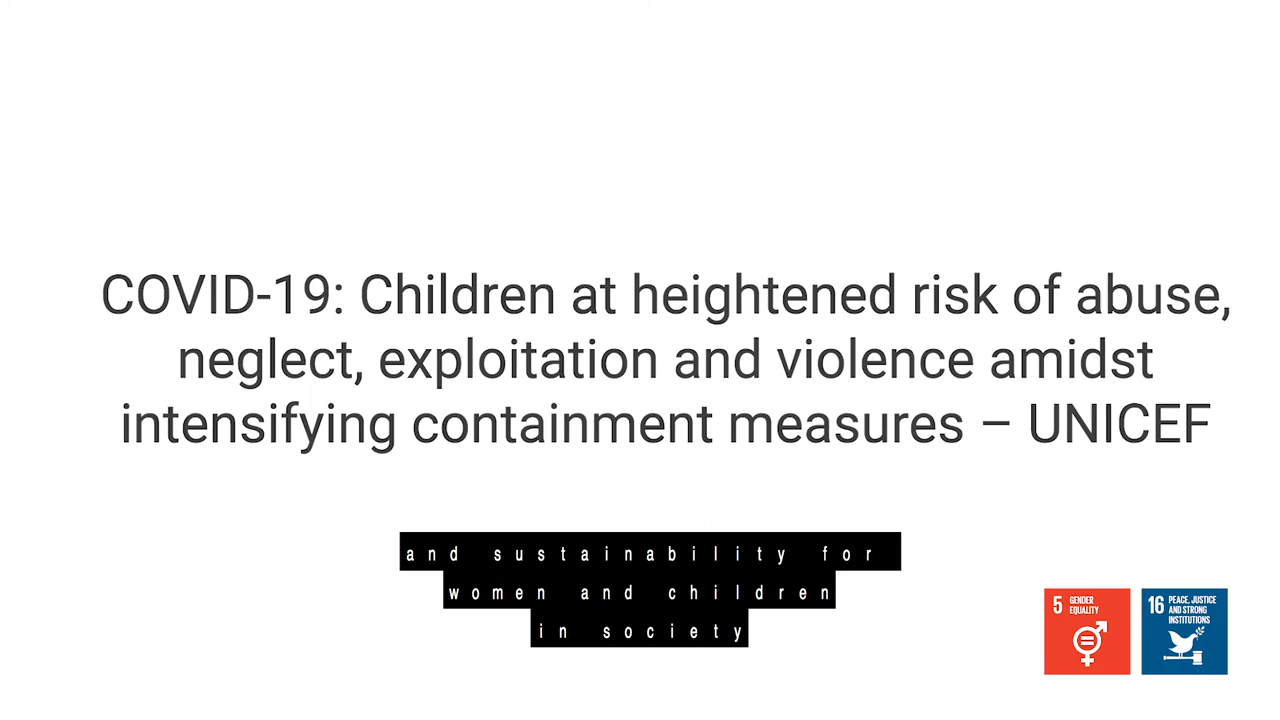 COVID-19: Children at heightened risk of abuse,
neglect, exploitation and violence amidst
intensifying containment measures – UNICEF
and sustainability for
women and children
in society
5 GENDER
EQUALITY
16 PEACE, JUSTICE
AND STRONG
INSTITUTIONS